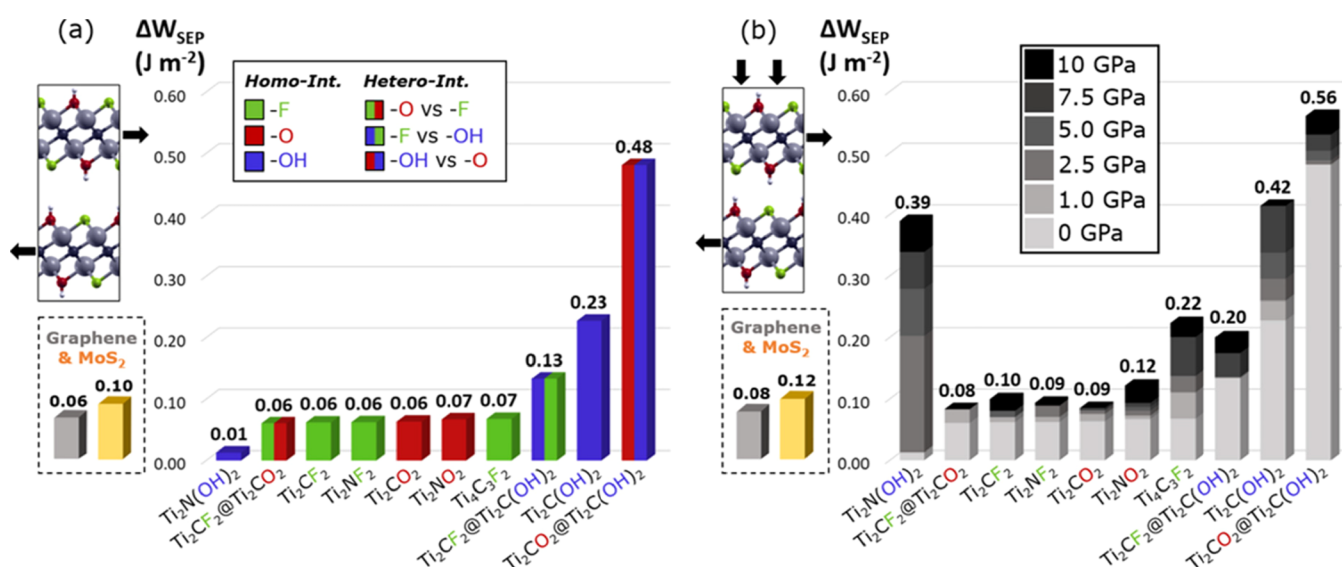 (a)
ΔW_SEP
(J m⁻²)
Homo-Int. Hetero-Int.
-F -O vs -F
-O -F vs -OH
-OH -OH vs -O
0.60
0.50
0.40
0.30
0.20
0.10
0.00
Graphene
& MoS₂
0.06 0.10
0.01 0.06 0.06 0.06 0.06 0.07 0.07 0.13 0.23 0.48
Ti₂N(OH)₂
Ti₂CF₂@Ti₂CO₂
Ti₂CF₂
Ti₂NF₂
Ti₂CO₂
Ti₂NO₂
Ti₄C₃F₂
Ti₂CF₂@Ti₂C(OH)₂
Ti₂C(OH)₂
Ti₂CO₂@Ti₂C(OH)₂
(b)
ΔW_SEP
(J m⁻²)
10 GPa
7.5 GPa
5.0 GPa
2.5 GPa
1.0 GPa
0 GPa
0.60
0.50
0.40
0.30
0.20
0.10
0.00
Graphene
& MoS₂
0.08 0.12
0.39 0.08 0.10 0.09 0.09 0.12 0.22 0.20 0.42 0.56
Ti₂N(OH)₂
Ti₂CF₂@Ti₂CO₂
Ti₂CF₂
Ti₂NF₂
Ti₂CO₂
Ti₂NO₂
Ti₄C₃F₂
Ti₂CF₂@Ti₂C(OH)₂
Ti₂C(OH)₂
Ti₂CO₂@Ti₂C(OH)₂